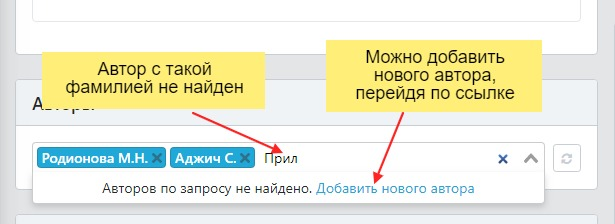 Автор с такой
фамилией не найден
Можно добавить
нового автора,
перейдя по ссылке
Авторы
Родионова М.Н. × Аджич С. × Прил
Авторов по запросу не найдено. Добавить нового автора